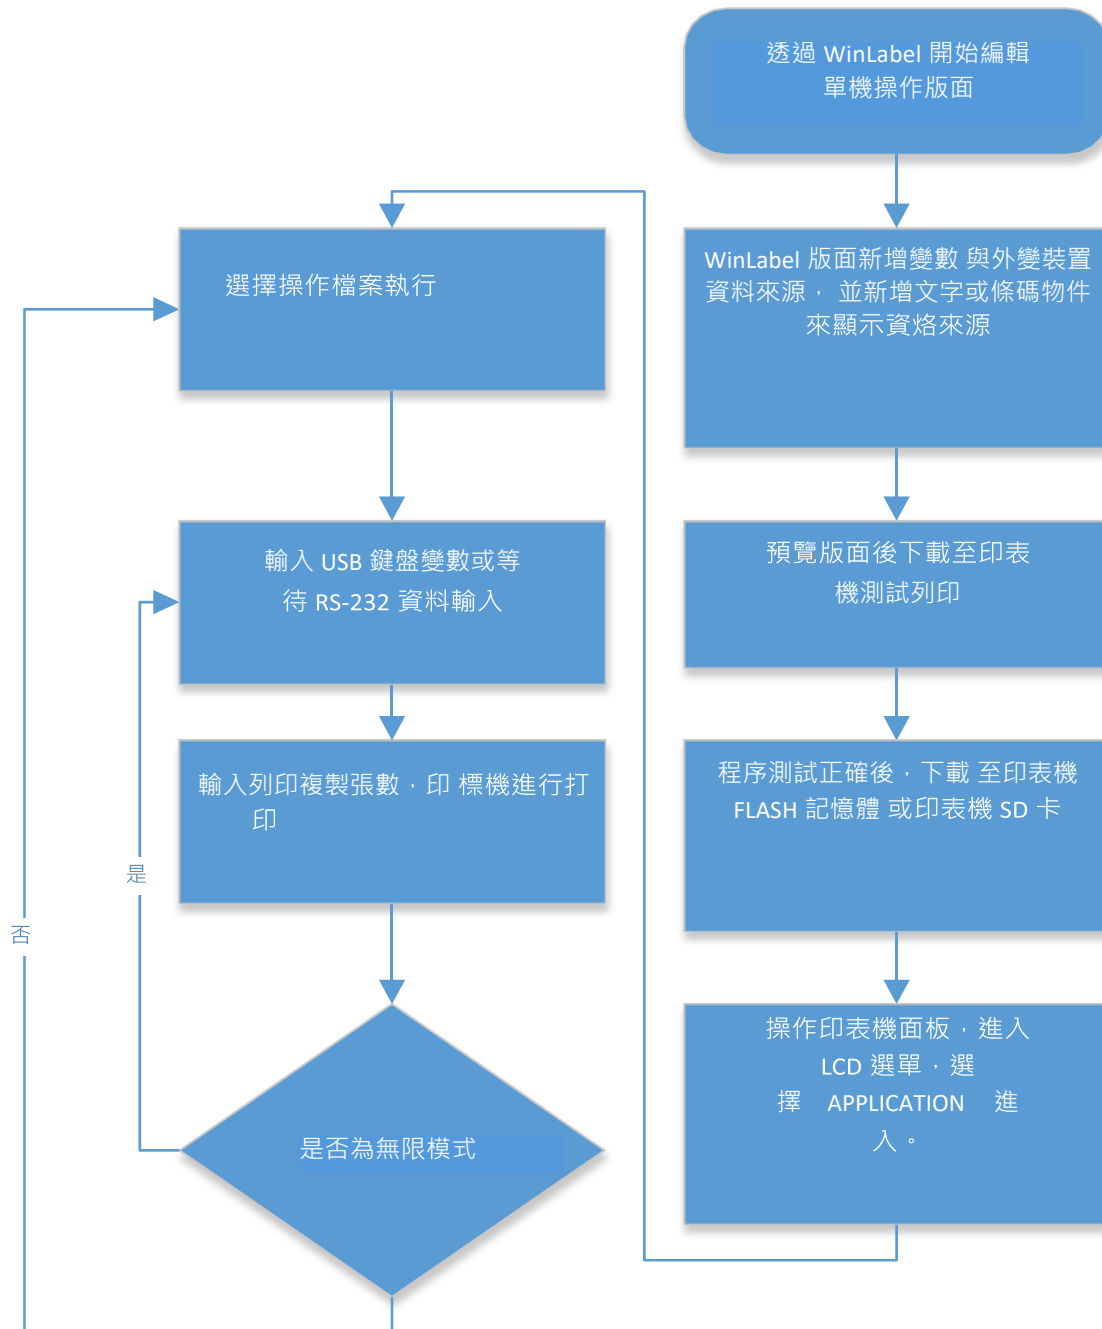 透過 WinLabel 開始編輯
單機操作版面
WinLabel 版面新增變數 與外變裝置
資料來源， 並新增文字或條碼物件
來顯示資烙來源
預覽版面後下載至印表
機測試列印
程序測試正確後，下載 至印表機
FLASH 記憶體 或印表機 SD 卡
操作印表機面板，進入
LCD 選單，選
擇 APPLICATION 進
入。
選擇操作檔案執行
輸入 USB 鍵盤變數或等
待 RS-232 資料輸入
輸入列印複製張數，印 標機進行打
印
是否為無限模式
是
否